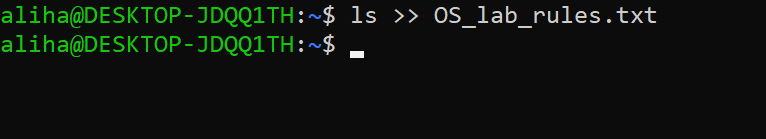 aliha@DESKTOP-JDQQ1TH:~$ ls >> OS_lab_rules.txt
aliha@DESKTOP-JDQQ1TH:~$